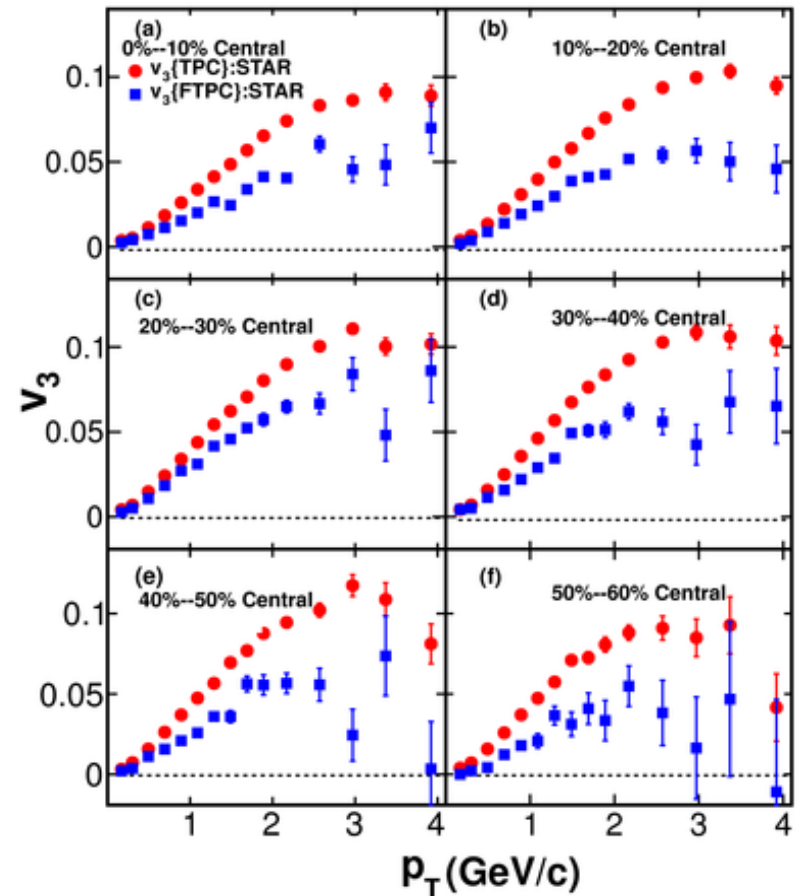 (a)
0%--10% Central
v3{TPC}:STAR
v3{FTPC}:STAR
(b)
10%--20% Central
0.1
0.05
0
(c)
20%--30% Central
(d)
30%--40% Central
0.1
0.05
0
v3
(e)
40%--50% Central
(f)
50%--60% Central
0.1
0.05
0
1 2 3 4 1 2 3 4
pT(GeV/c)